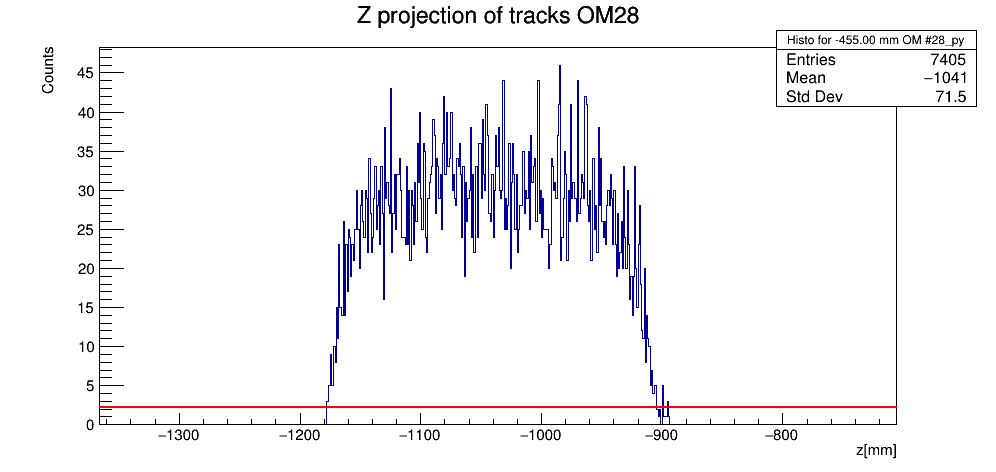 Z projection of tracks OM28
Histo for -455.00 mm OM #28_py
Entries 7405
Mean −1041
Std Dev 71.5
Counts
45
40
35
30
25
20
15
10
5
0
−1300 −1200 −1100 −1000 −900 −800
z[mm]